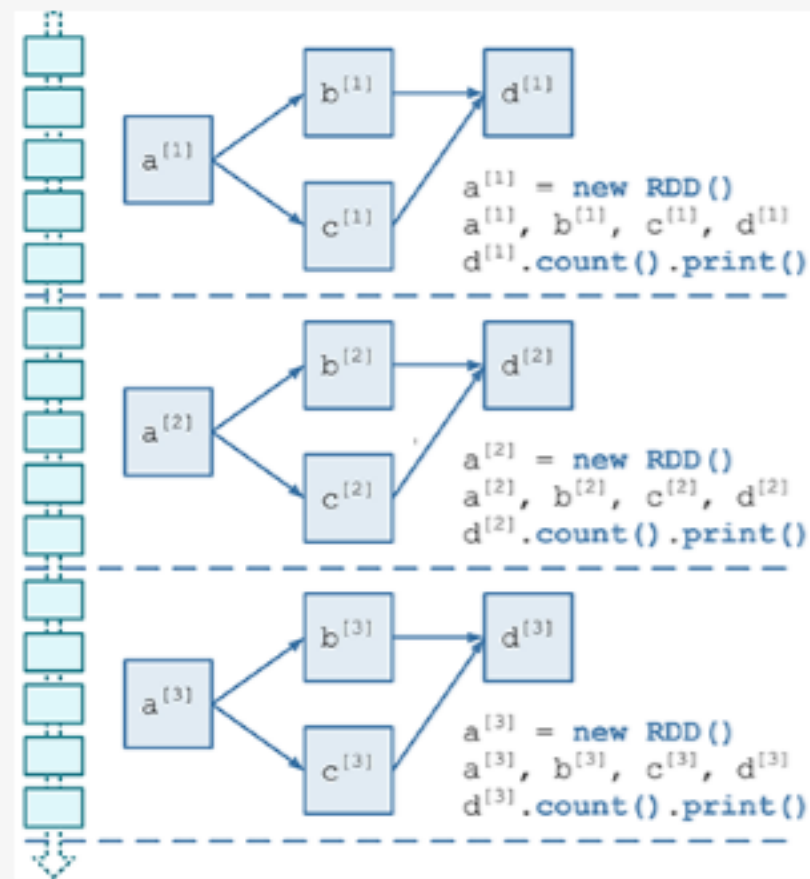 b[1]
d[1]
a[1]
c[1]
a[1] = new RDD()
a[1], b[1], c[1], d[1]
d[1].count().print()
b[2]
d[2]
a[2]
c[2]
a[2] = new RDD()
a[2], b[2], c[2], d[2]
d[2].count().print()
b[3]
d[3]
a[3]
c[3]
a[3] = new RDD()
a[3], b[3], c[3], d[3]
d[3].count().print()